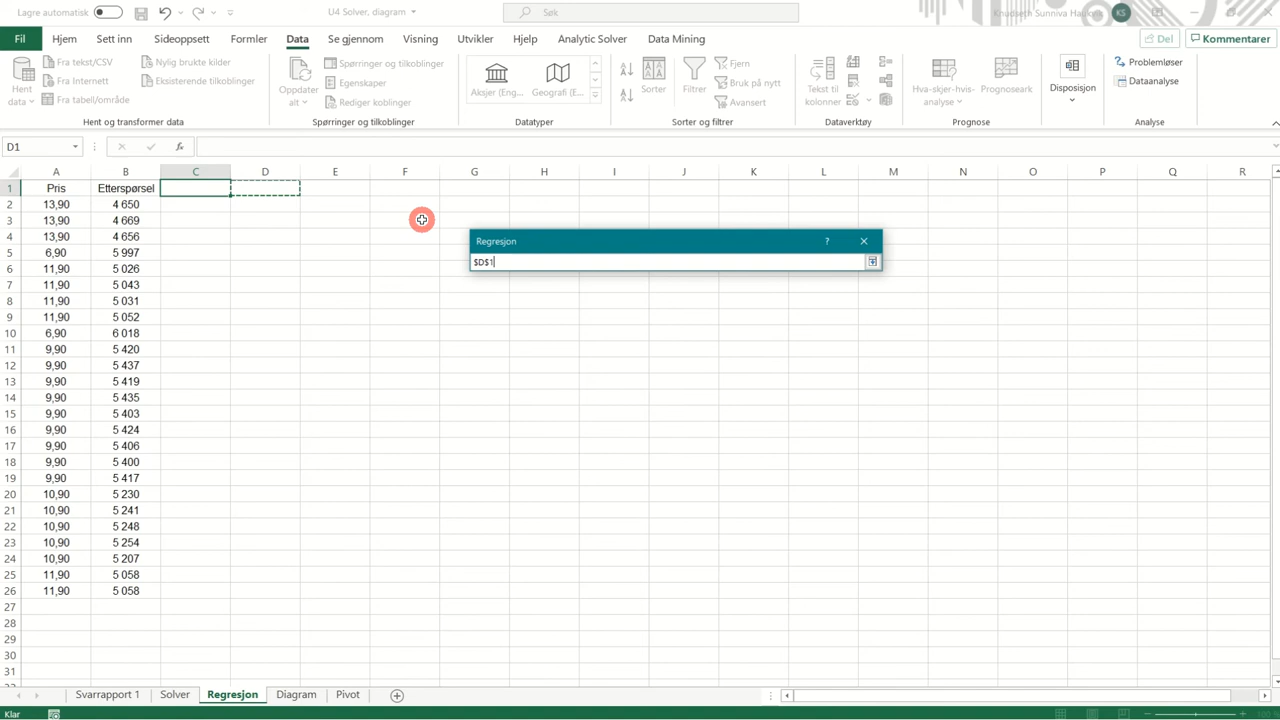 Lagre automatisk U4 Solver, diagram Søk Knudseth Sunniva KS
Fil Hjem Sett inn Sideoppsett Formler Data Se gjennom Visning Utvikler Hjelp Analytic Solver Data Mining Del Kommentarer
Hent data Fra tekst/CSV Fra Internett Fra tabell/område Nylig brukte kilder Eksisterende tilkoblinger
Oppdater alt Spørringer og tilkoblinger Egenskaper Rediger koblinger
Aksjer (Eng... Geografi (E...
Sorter Filtrer Fjern Bruk på nytt Avansert
Tekst til kolonner
Hva-skjer-hvis-analyse Prognoseark
Disposjon
Problemløser
Dataanalyse
Hent og transformer data Spørringer og tilkoblinger Datatyper Sorter og filtrer Dataverktøy Prognose Analyse
D1 fx
A B C D E F G H I J K L M N O P Q R
1 Pris Etterspørsel
2 13,90 4 650
3 13,90 4 669
4 13,90 4 656
5 6,90 5 997
6 11,90 5 026
7 11,90 5 043
8 11,90 5 031
9 11,90 5 052
10 6,90 6 018
11 9,90 5 420
12 9,90 5 437
13 9,90 5 419
14 9,90 5 435
15 9,90 5 403
16 9,90 5 424
17 9,90 5 406
18 9,90 5 400
19 9,90 5 417
20 10,90 5 230
21 10,90 5 241
22 10,90 5 248
23 10,90 5 254
24 10,90 5 207
25 11,90 5 058
26 11,90 5 058
27
28
29
30
31
Regresjon ?
$D$1
Svarrapport 1 Solver Regresjon Diagram Pivot
Klar